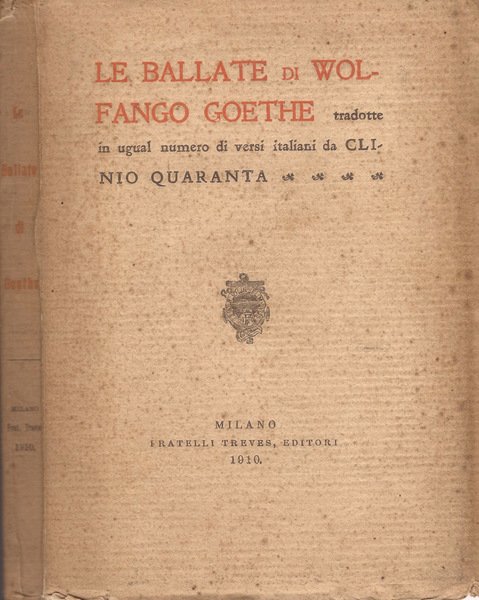 LE BALLATE DI WOL-
FANGO GOETHE tradotte
in ugual numero di versi italiani da CLI-
NIO QUARANTA
MILANO
FRATELLI TREVES, EDITORI
1910.
Le
Ballate
di
Goethe
MILANO
Frat. Treves
1910.